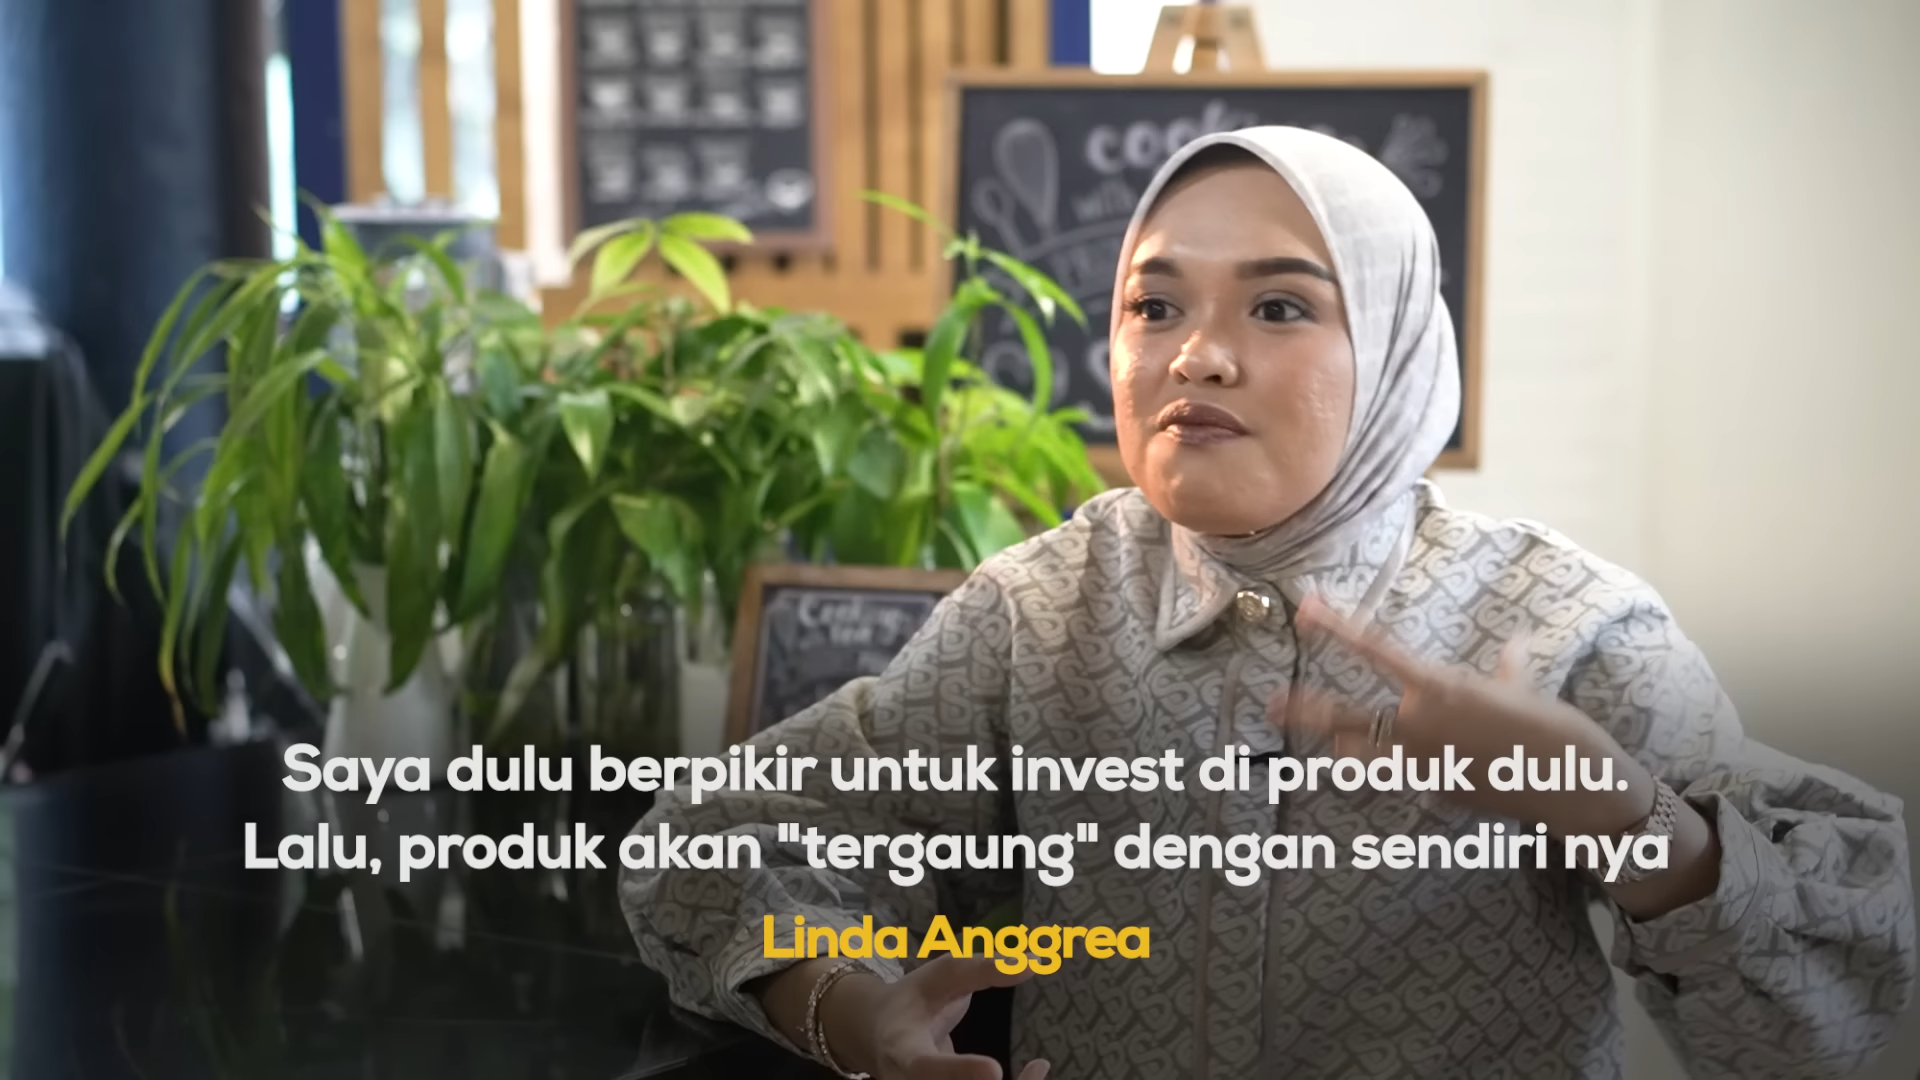 Saya dulu berpikir untuk invest di produk dulu.
Lalu, produk akan "tergaung" dengan sendiri nya
Linda Anggrea